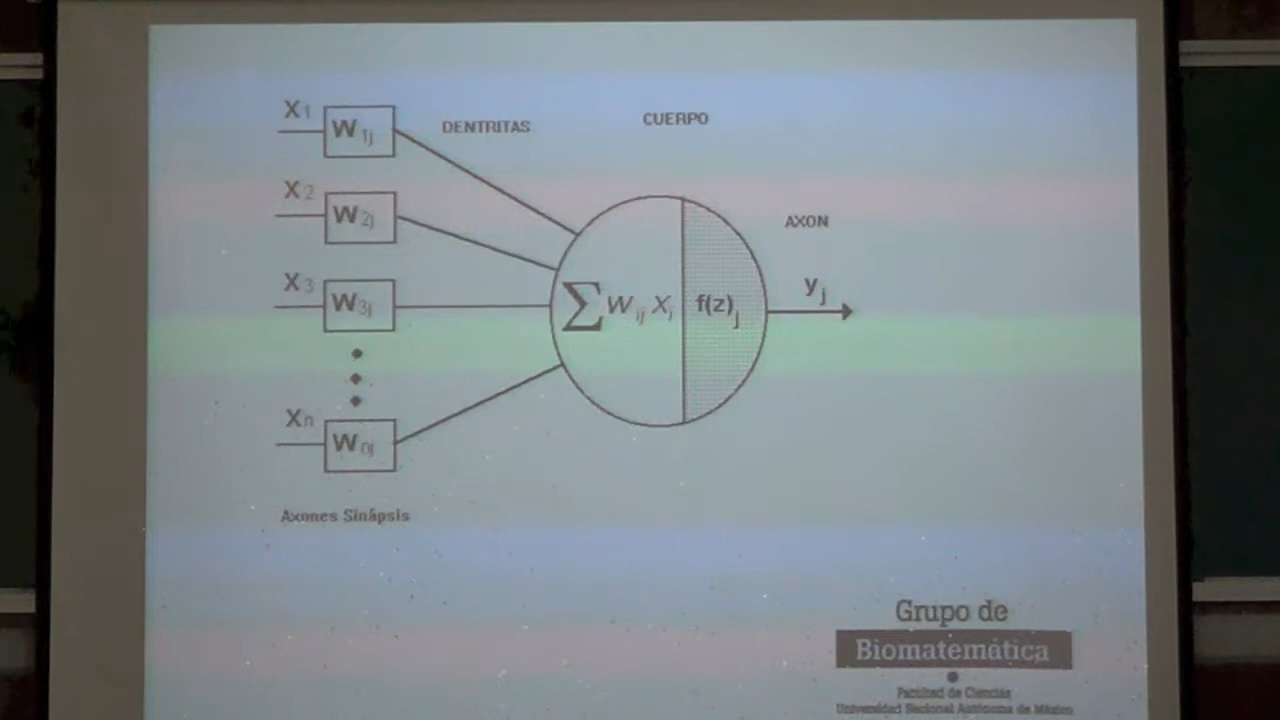 X1
W1j
DENTRITAS
CUERPO
X2
W2j
AXON
X3
W3j
∑ Wij Xi
f(z)j
yj
Xn
Wnj
Axones Sinápsis
Grupo de
Biomatemática
Facultad de Ciencias
Universidad Nacional Autónoma de México